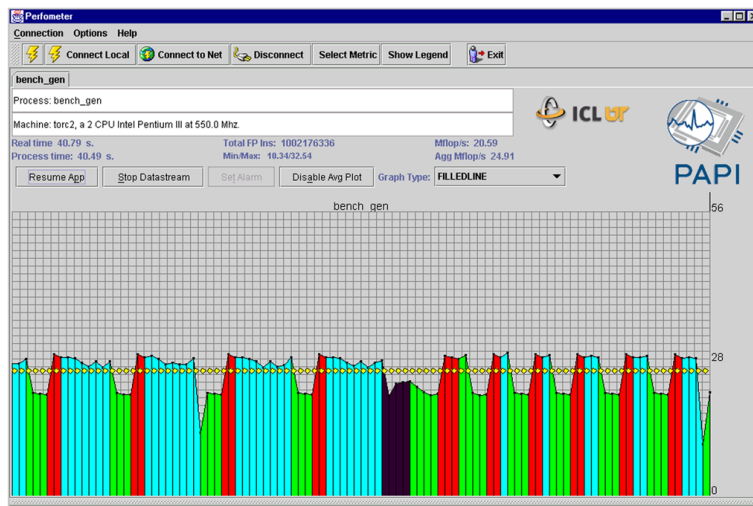 Perfometer
Connection Options Help
Connect Local Connect to Net Disconnect Select Metric Show Legend Exit
bench_gen
Process: bench_gen
Machine: torc2, a 2 CPU Intel Pentium III at 550.0 Mhz.
ICL UT
Real time 40.79 s. Total FP Ins: 1002176336 Mflop/s: 20.59
Process time: 40.49 s. Min/Max: 10.34/32.54 Agg Mflop/s 24.91
PAPI
Resume App Stop Datastream Set Alarm Disable Avg Plot Graph Type: FILLEDLINE
bench_gen
56
28
0